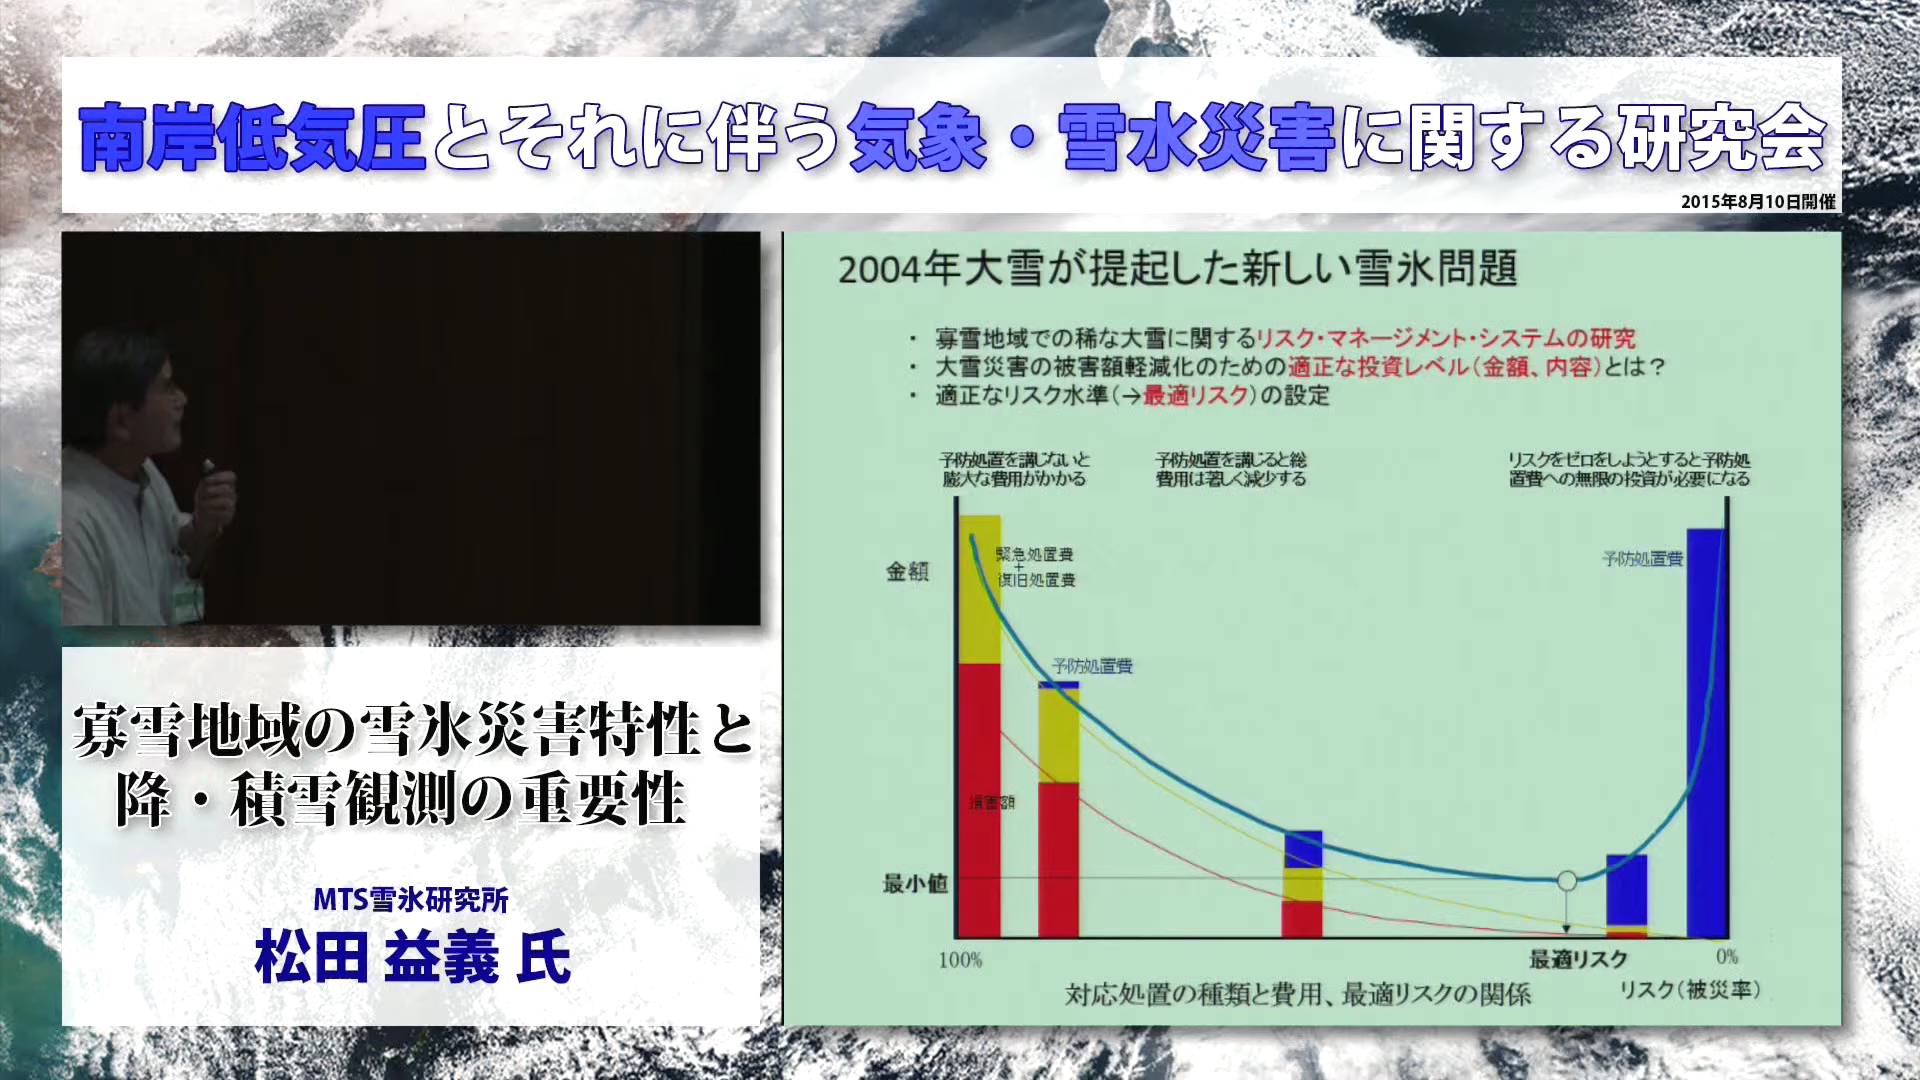 南岸低気圧とそれに伴う気象・雪水災害に関する研究会
2015年8月10日開催
2004年大雪が提起した新しい雪氷問題
・ 寡雪地域での稀な大雪に関するリスク・マネージメント・システムの研究
・ 大雪災害の被害額軽減化のための適正な投資レベル(金額、内容)とは?
・ 適正なリスク水準(→最適リスク)の設定
予防処置を講じないと
膨大な費用がかかる
予防処置を講じると総
費用は著しく減少する
リスクをゼロをしようとすると予防処
置費への無限の投資が必要になる
金額
緊急処置費
+
復旧処置費
予防処置費
予防処置費
損害額
最小値
100%
最適リスク
0%
対応処置の種類と費用、最適リスクの関係
リスク(被災率)
寡雪地域の雪氷災害特性と
降・積雪観測の重要性
MTS雪氷研究所
松田 益義 氏